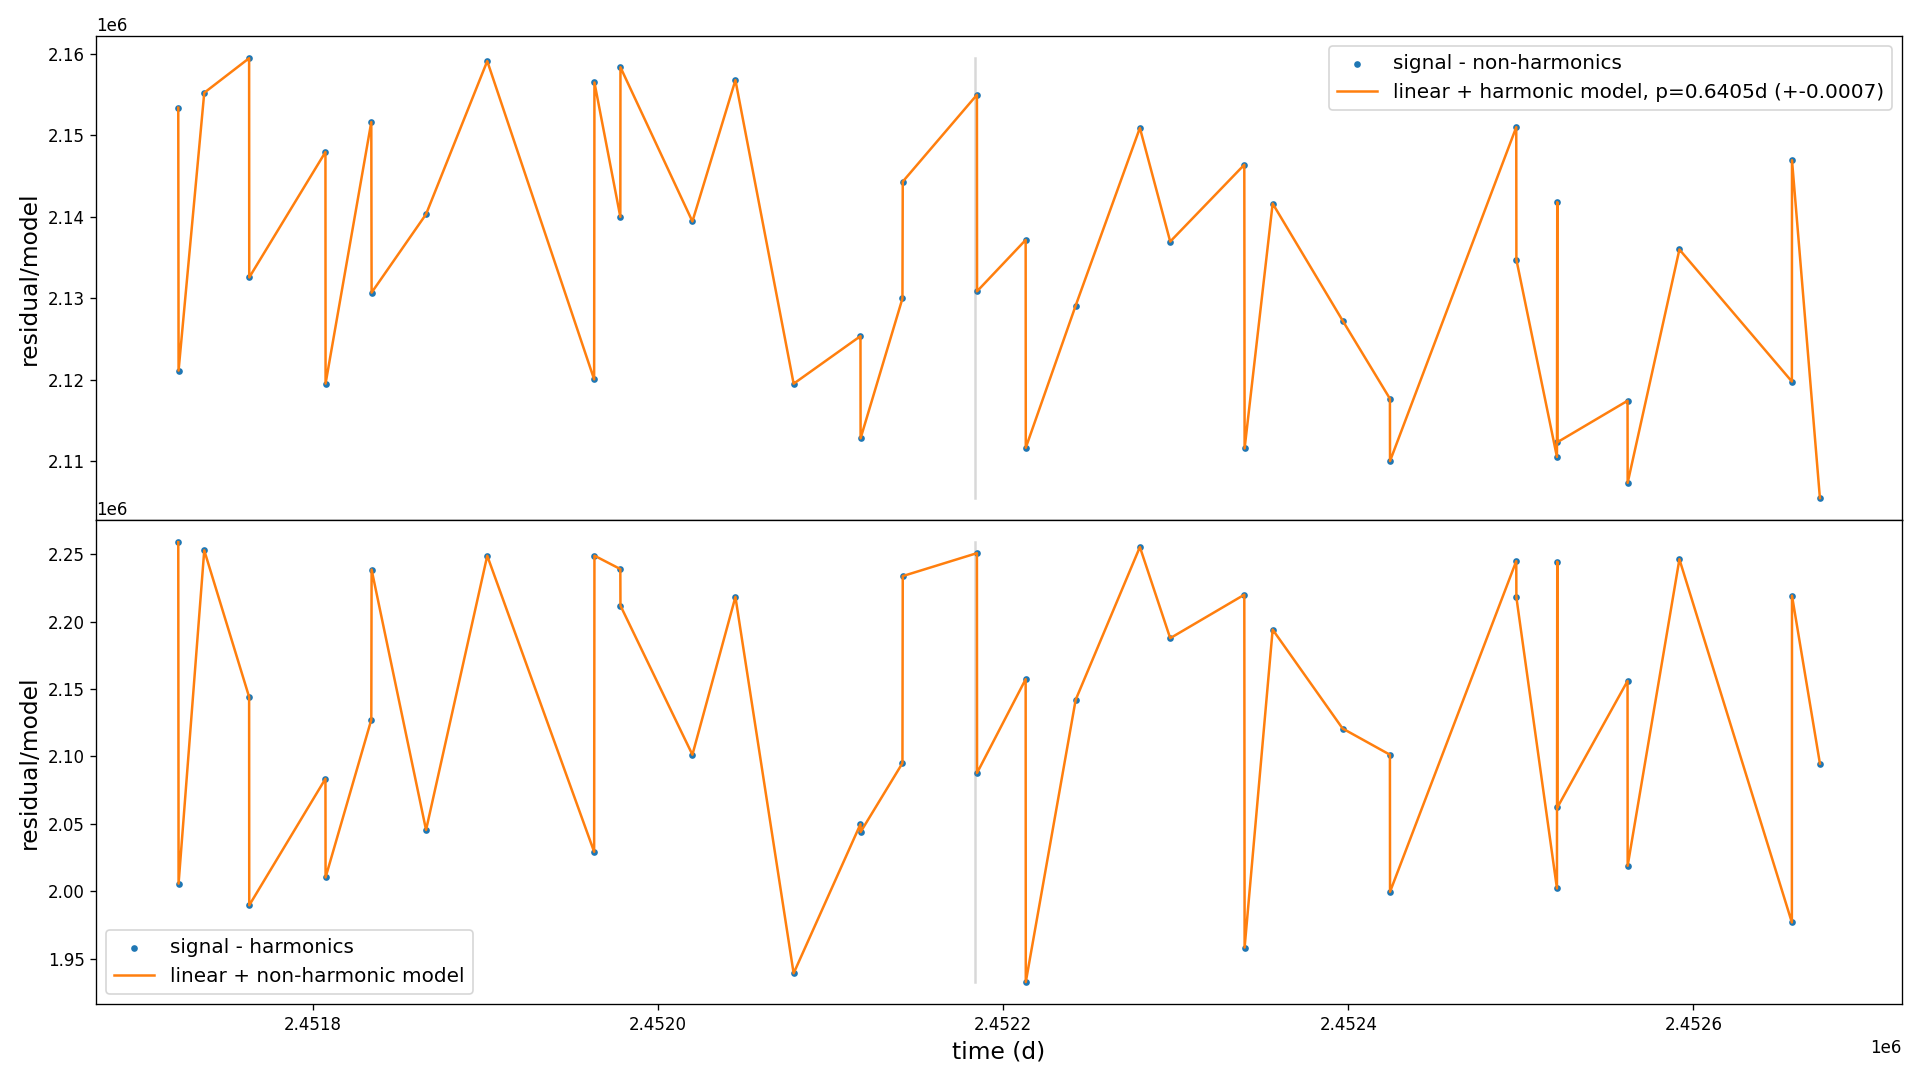 1e6
2.16
2.15
2.14
2.13
2.12
2.11
residual/model
signal - non-harmonics
linear + harmonic model, p=0.6405d (+-0.0007)
1e6
2.25
2.20
2.15
2.10
2.05
2.00
1.95
residual/model
signal - harmonics
linear + non-harmonic model
2.4518
2.4520
2.4522
2.4524
2.4526
time (d)
1e6